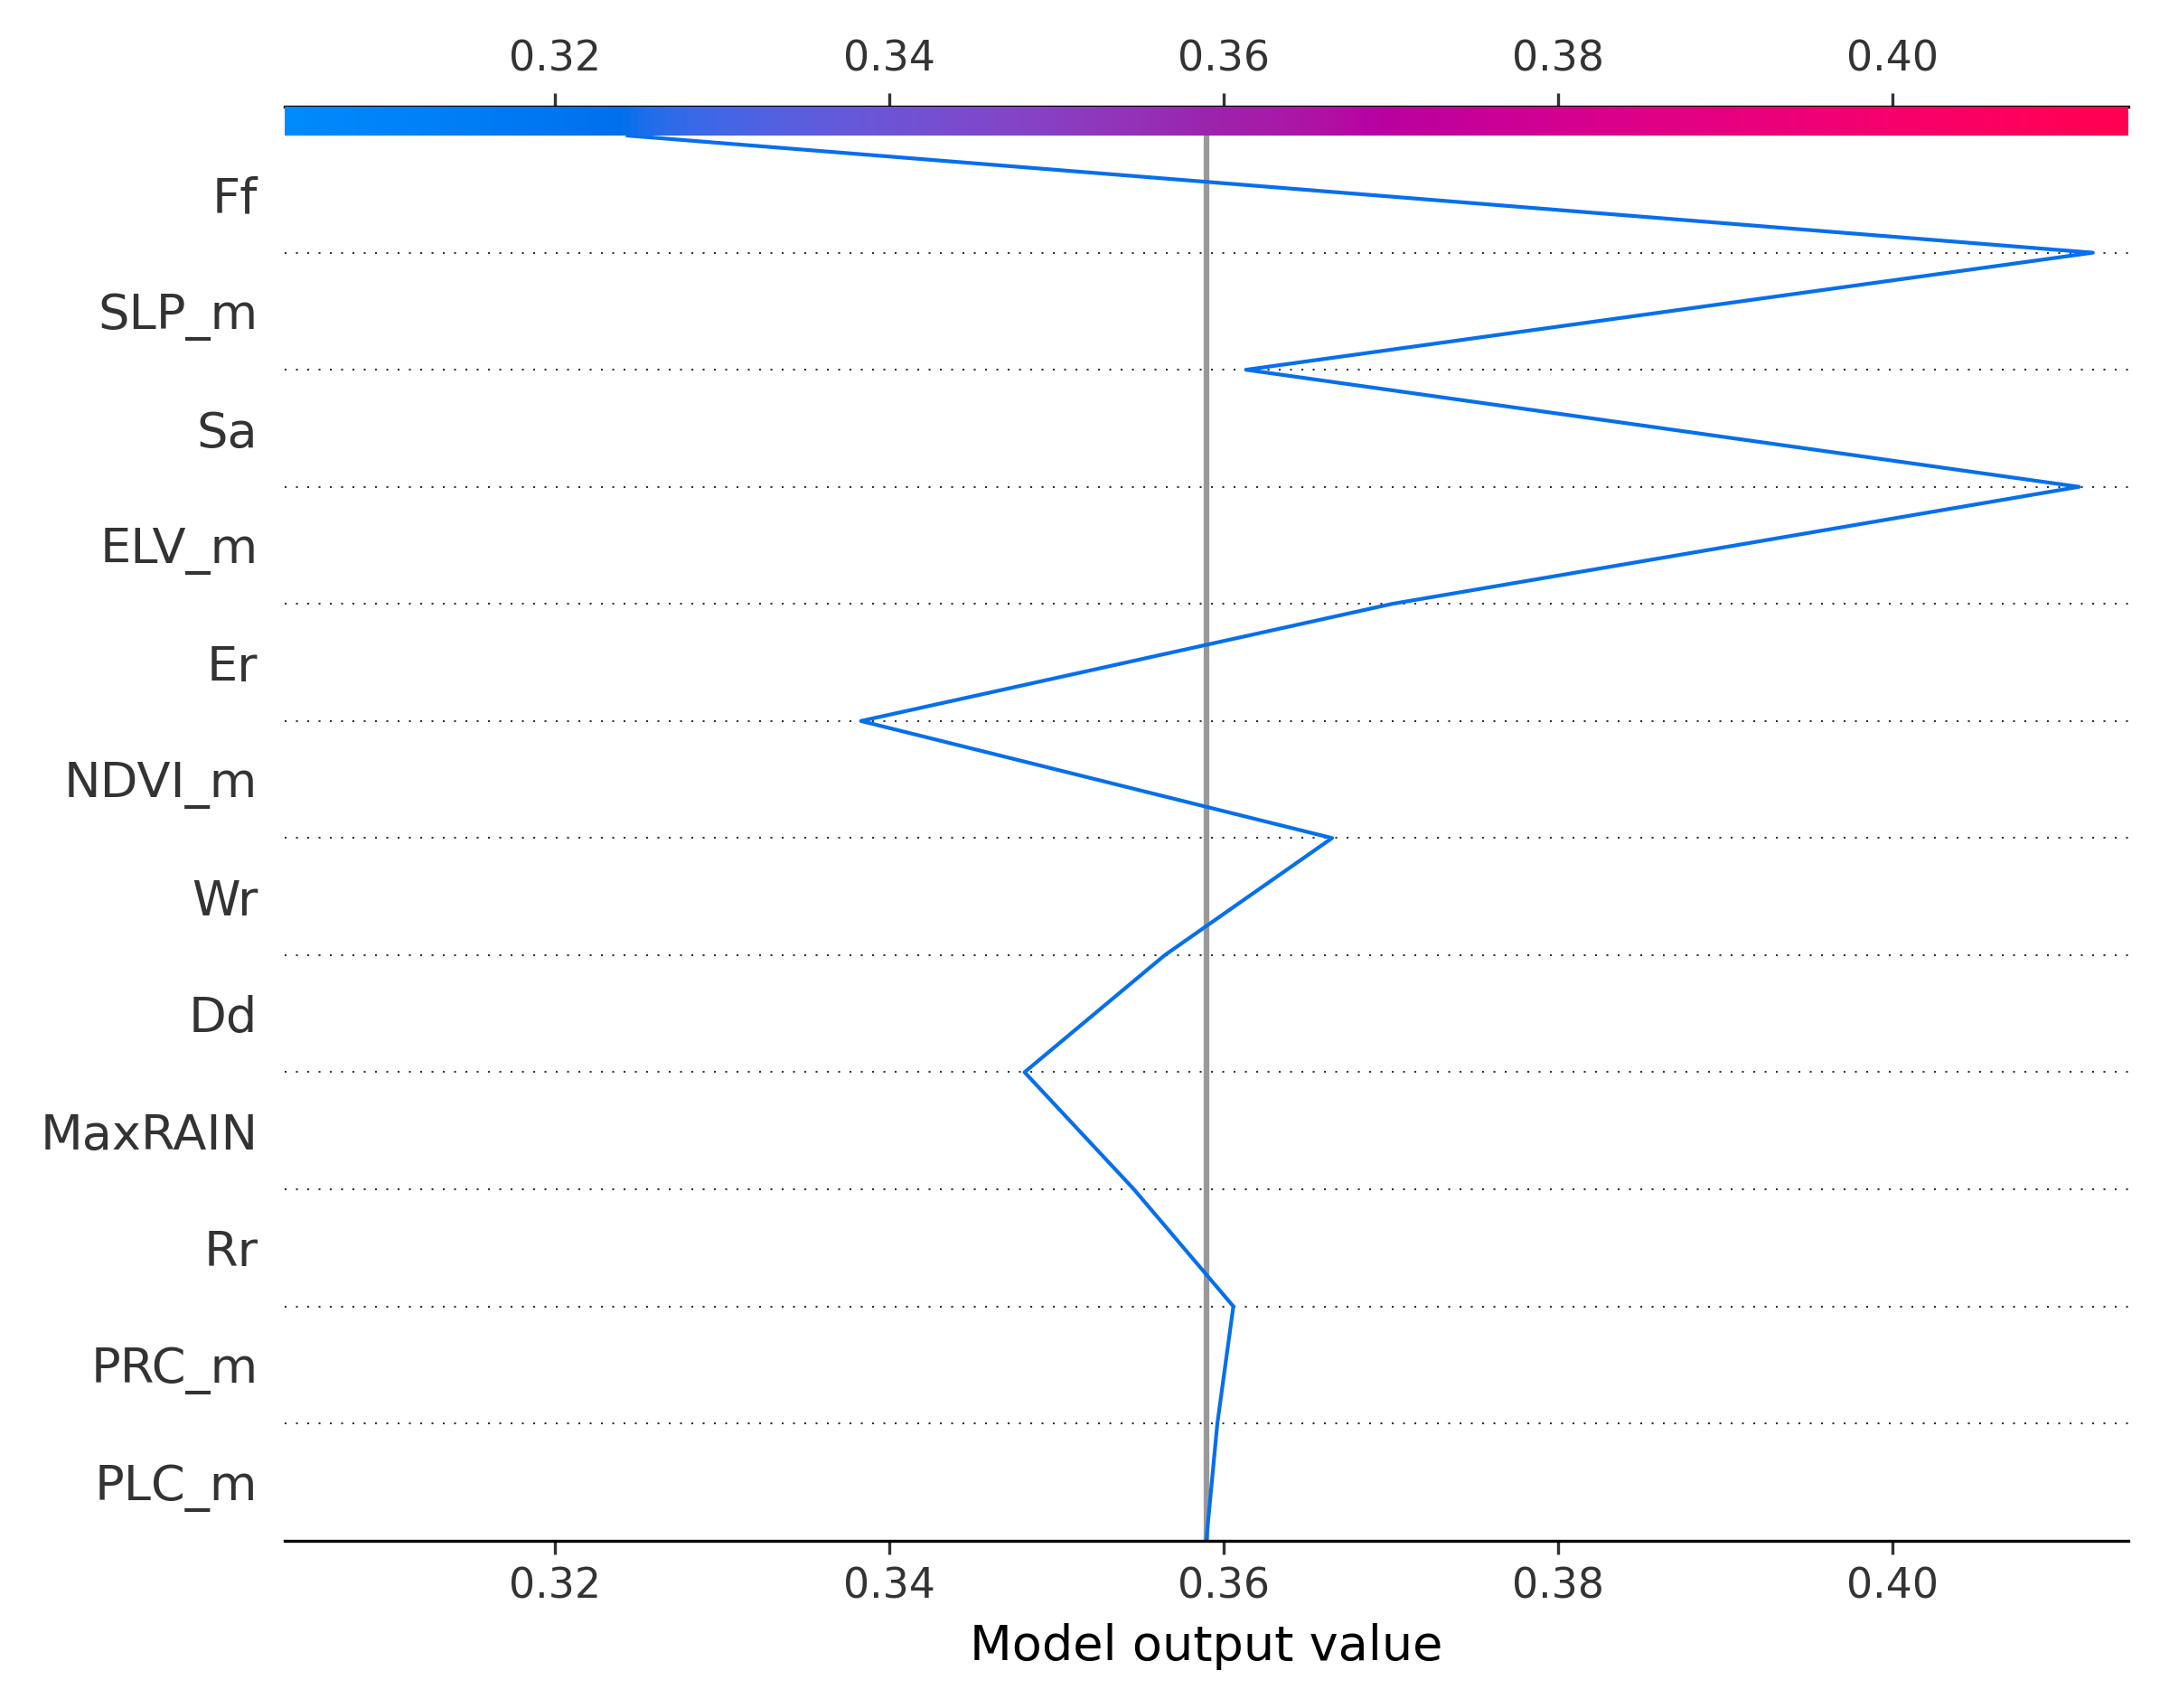 0.32 0.34 0.36 0.38 0.40
Ff
SLP_m
Sa
ELV_m
Er
NDVI_m
Wr
Dd
MaxRAIN
Rr
PRC_m
PLC_m
0.32 0.34 0.36 0.38 0.40
Model output value